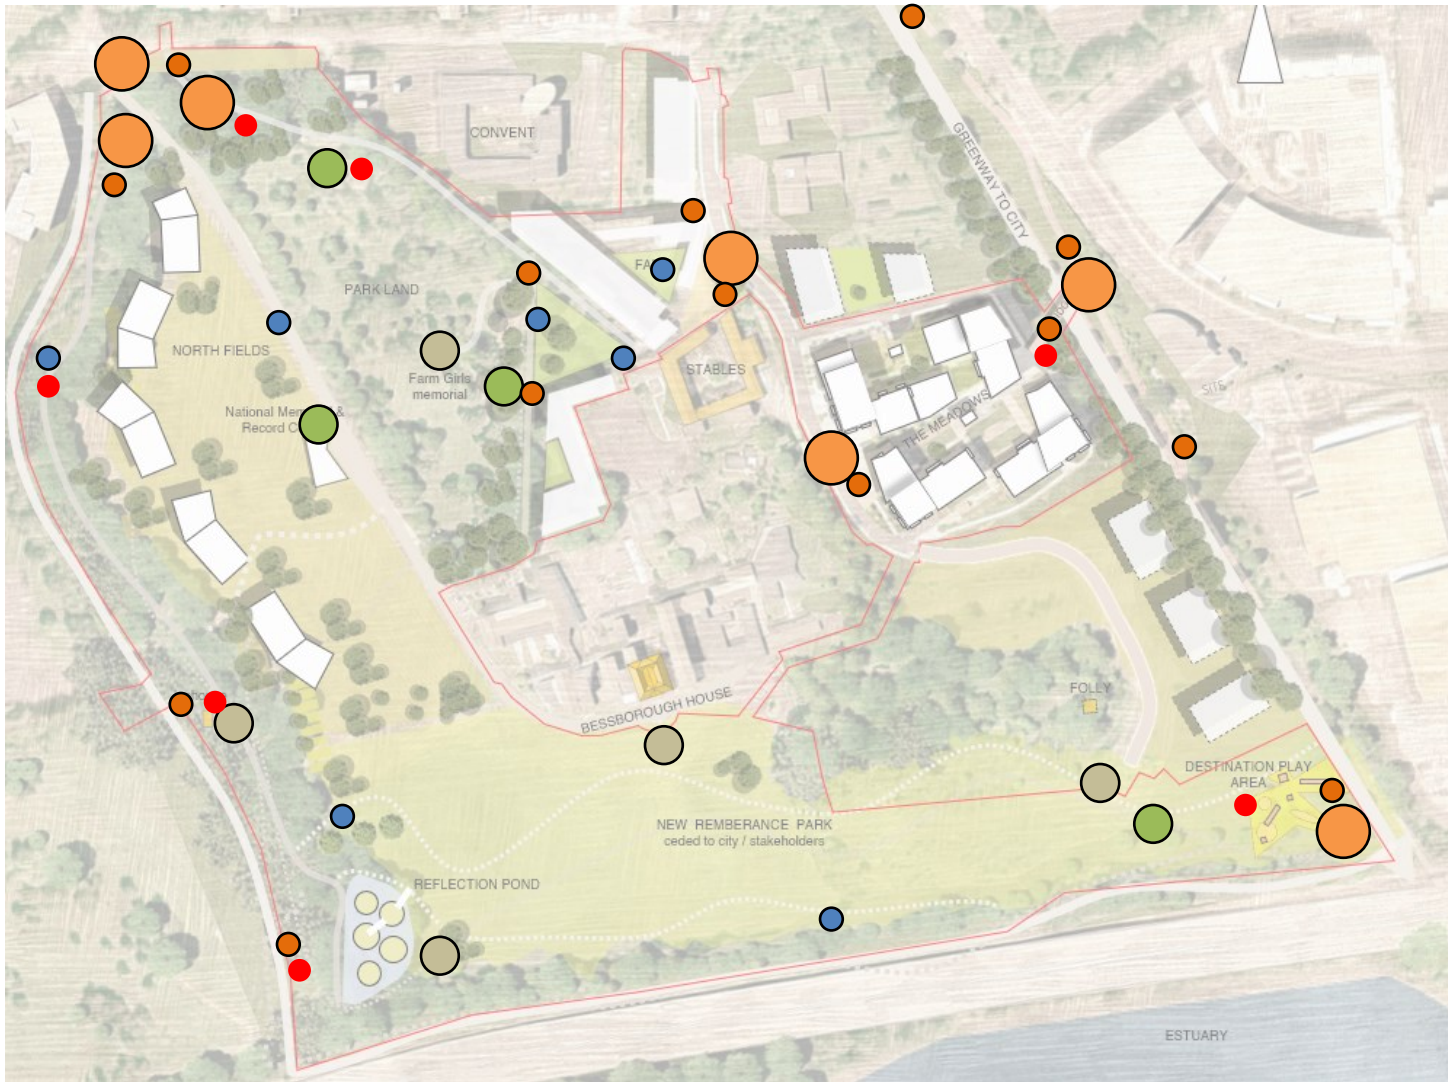 CONVENT
GREENWAY TO CITY
PARK LAND
NORTH FIELDS
Farm Girls
memorial
STABLES
SITE
THE MEADOWS
National
Record
BESSBOROUGH HOUSE
FOLLY
DESTINATION PLAY
AREA
NEW REMBERANCE PARK
ceded to city / stakeholders
REFLECTION POND
ESTUARY